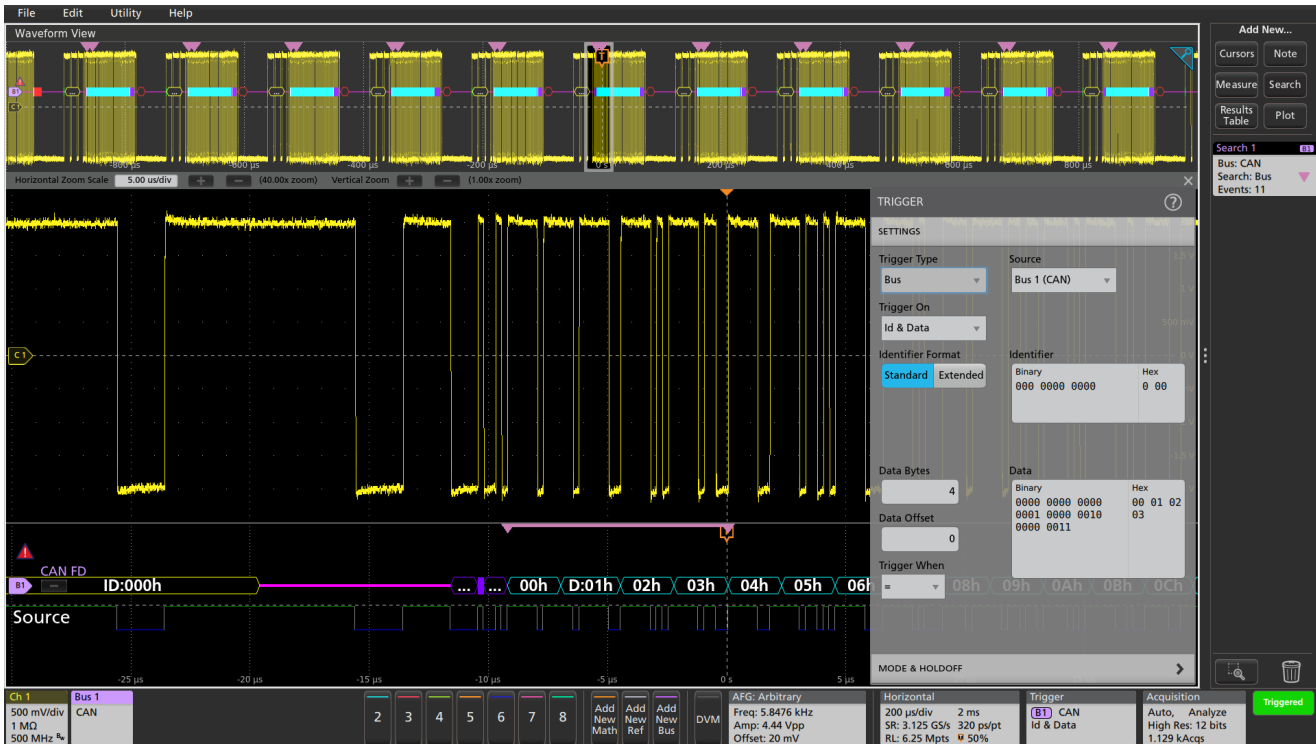 File Edit Utility Help
Waveform View
Add New...
Cursors Note
Measure Search
Results Table Plot
Search 1 B1
Bus: CAN
Search: Bus
Events: 11
T
B1
C1
-800 µs -600 µs -400 µs -200 µs 0 s 200 µs 400 µs 600 µs 800 µs
Horizontal Zoom Scale 5.00 us/div + − (40.00x zoom) Vertical Zoom + − (1.00x zoom)
TRIGGER
SETTINGS
Trigger Type Source
Bus Bus 1 (CAN)
Trigger On
Id & Data
Identifier Format Identifier
Standard Extended
Binary Hex
000 0000 0000 0 00
1.5 V
1 V
500 mV
0 V
C 1
Data Bytes Data
4
Binary Hex
0000 0000 0000 00 01 02
0001 0000 0010 03
0000 0011
Data Offset
0
Trigger When
=
CAN FD
B1 − ID:000h ... ... 00h D:01h 02h 03h 04h 05h 06h 08h 09h 0Ah 0Bh 0Ch
Source
-25 µs -20 µs -15 µs -10 µs -5 µs 0 s 5 µs
MODE & HOLDOFF
Ch 1
500 mV/div
1 MΩ
500 MHz Bw
Bus 1
CAN
2 3 4 5 6 7 8
Add New Math
Add New Ref
Add New Bus
DVM
AFG: Arbitrary
Freq: 5.8476 kHz
Amp: 4.44 Vpp
Offset: 20 mV
Horizontal
200 µs/div 2 ms
SR: 3.125 GS/s 320 ps/pt
RL: 6.25 Mpts 50%
Trigger
B1 CAN
Id & Data
Acquisition
Auto, Analyze
High Res: 12 bits
1.129 kAcqs
Triggered